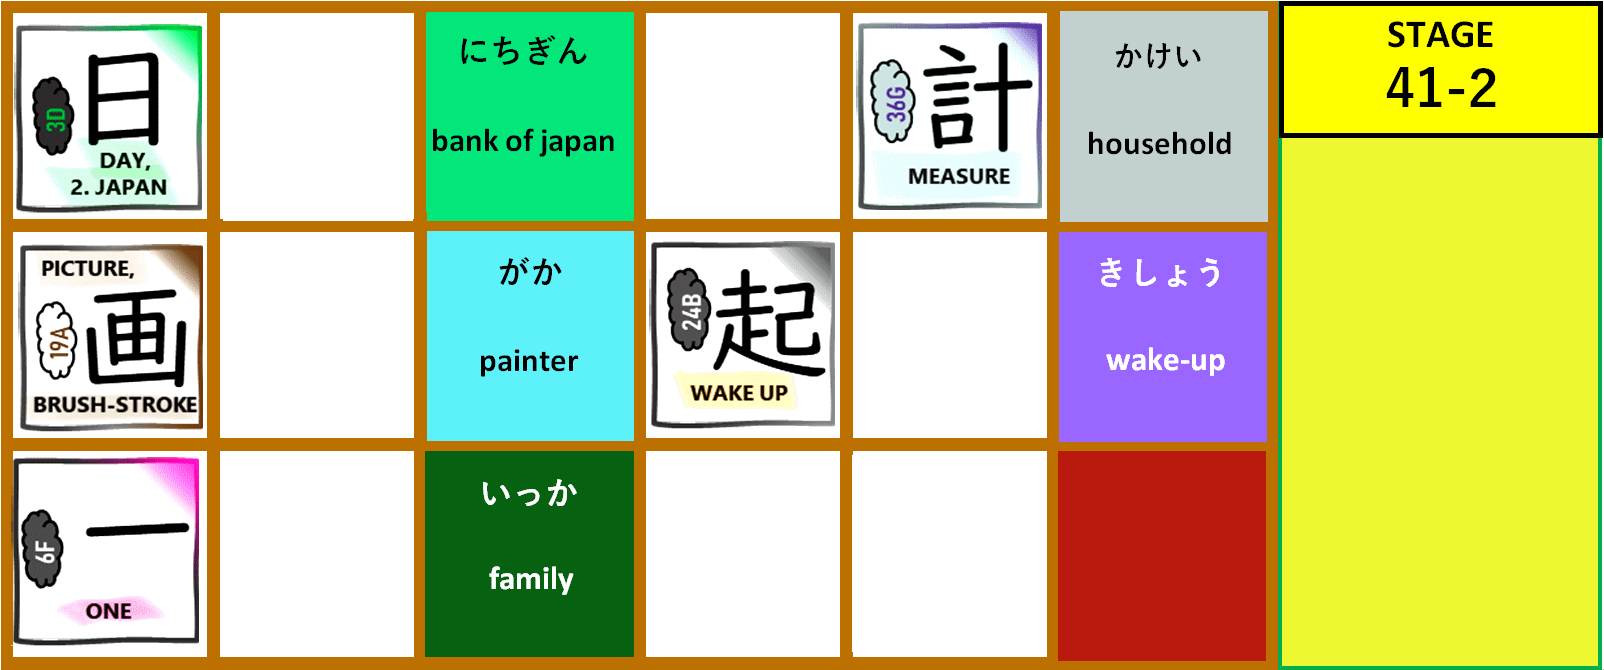 日
3D
DAY,
2. JAPAN
にちぎん
bank of japan
計
36G
MEASURE
かけい
household
STAGE
41-2
PICTURE,
画
19A
BRUSH-STROKE
がか
painter
起
24B
WAKE UP
きしょう
wake-up
一
6F
ONE
いっか
family